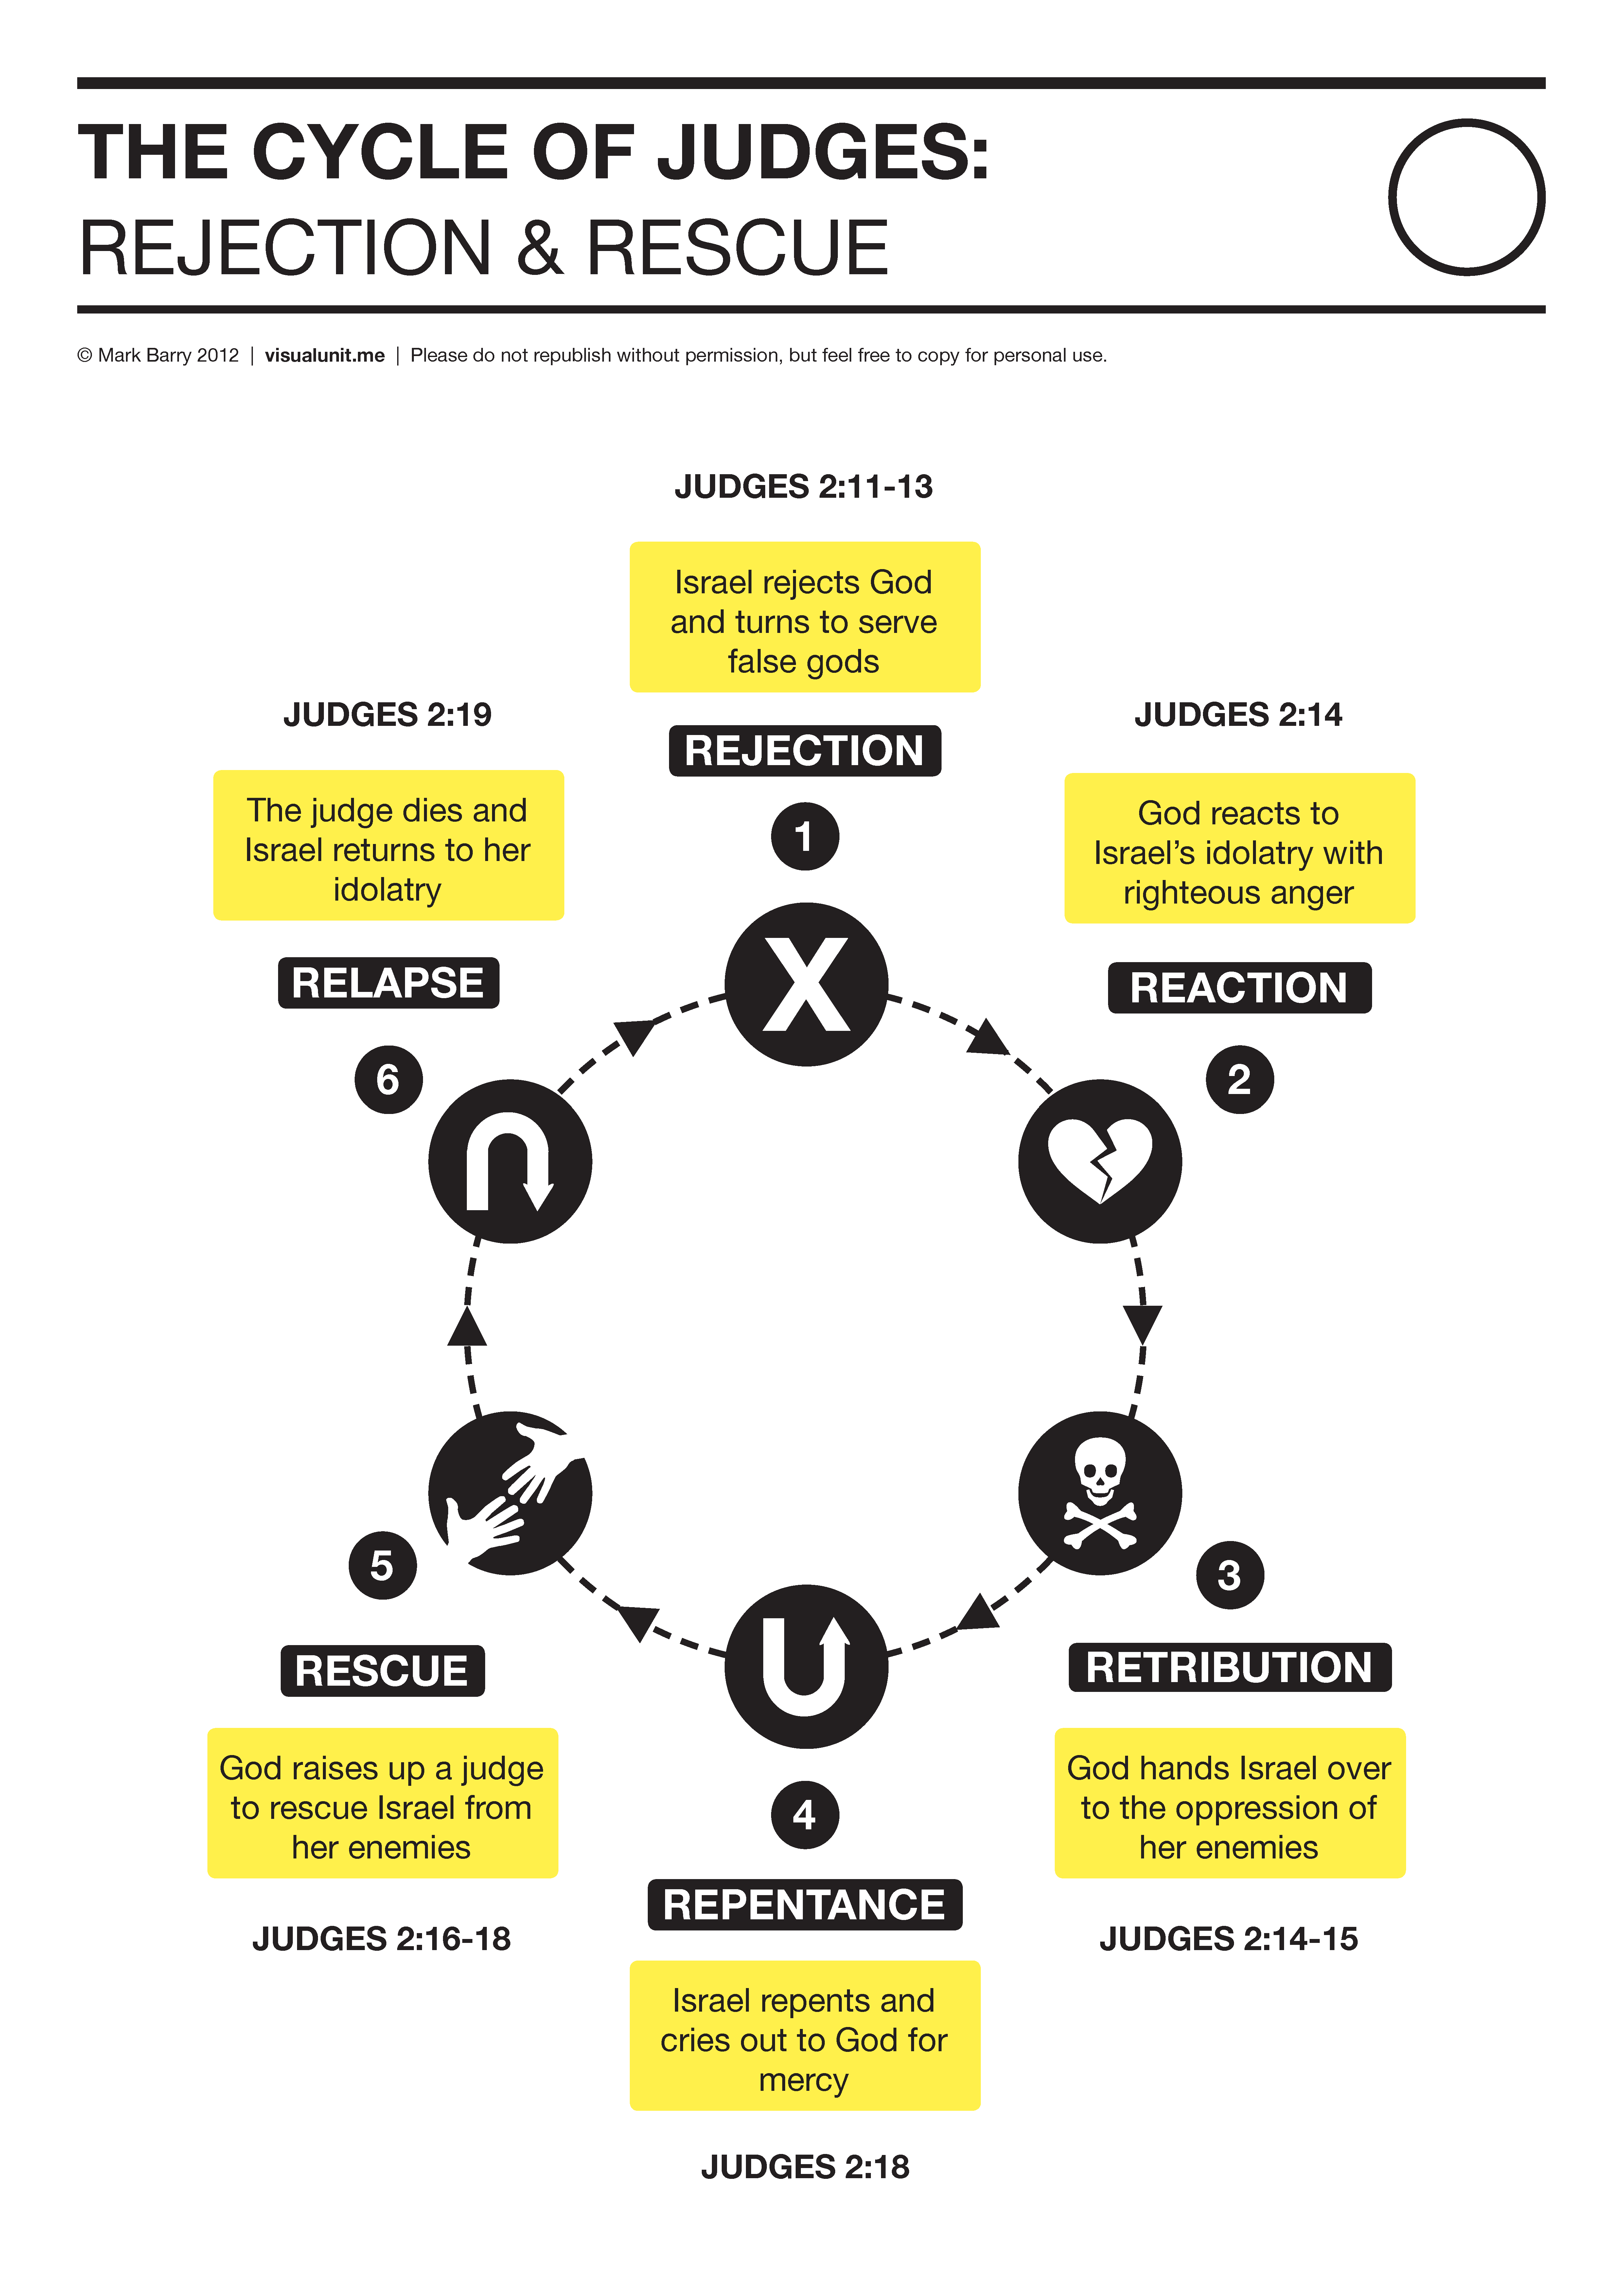 THE CYCLE OF JUDGES:
REJECTION & RESCUE
© Mark Barry 2012 | visualunit.me | Please do not republish without permission, but feel free to copy for personal use.
JUDGES 2:11-13
Israel rejects God
and turns to serve
false gods
REJECTION
1
X
JUDGES 2:14
God reacts to
Israel’s idolatry with
righteous anger
REACTION
2
3
RETRIBUTION
God hands Israel over
to the oppression of
her enemies
JUDGES 2:14-15
4
REPENTANCE
Israel repents and
cries out to God for
mercy
JUDGES 2:18
5
RESCUE
God raises up a judge
to rescue Israel from
her enemies
JUDGES 2:16-18
JUDGES 2:19
The judge dies and
Israel returns to her
idolatry
RELAPSE
6